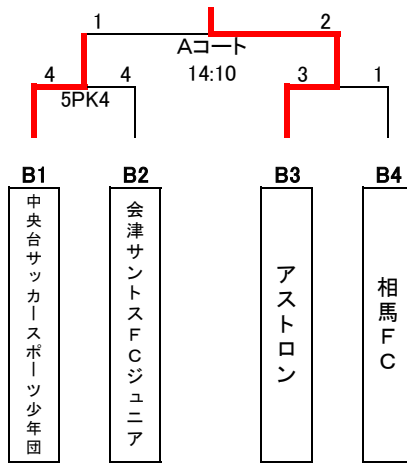 1 2
Aコート
14:10
4 4 3 1
5PK4
B1 B2 B3 B4
中央台サッカースポーツ少年団
会津サントスFCジュニア
アストロン
相馬FC